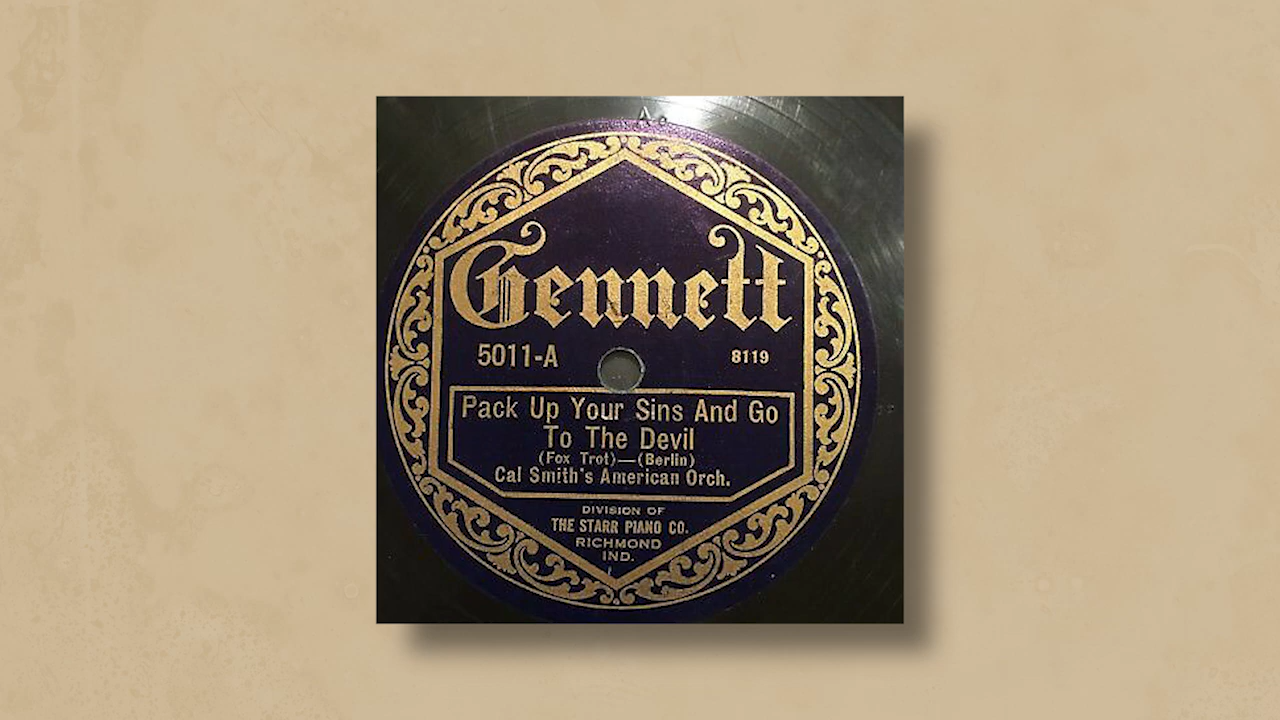 Gennett
5011-A 8119
Pack Up Your Sins And Go
To The Devil
(Fox Trot)—(Berlin)
Cal Smith's American Orch.
DIVISION OF
THE STARR PIANO CO.
RICHMOND
IND.